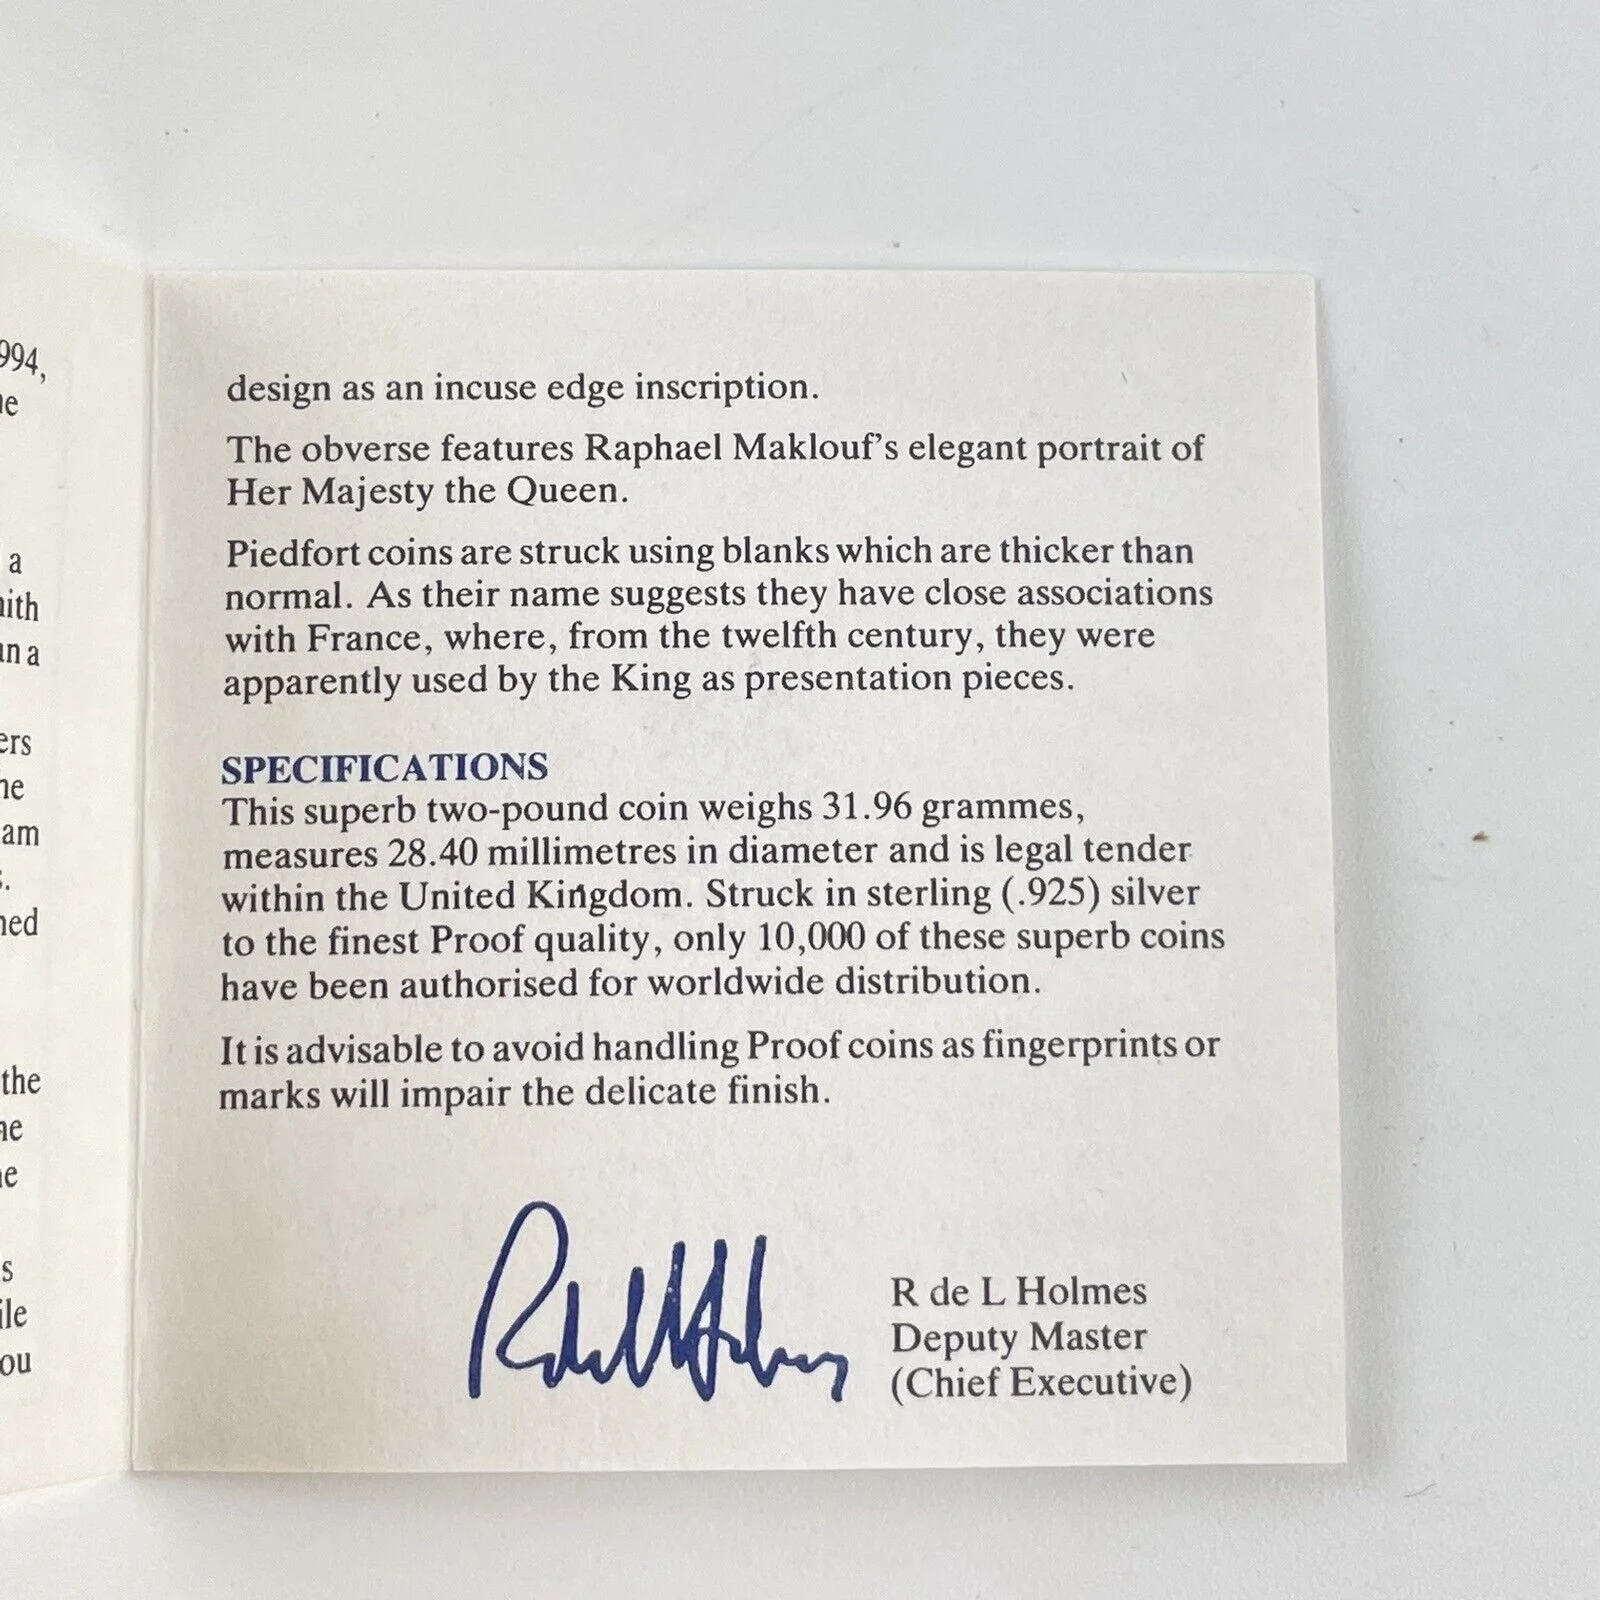 994,
a
the
ou
design as an incuse edge inscription.
The obverse features Raphael Maklouf's elegant portrait of
Her Majesty the Queen.
Piedfort coins are struck using blanks which are thicker than
normal. As their name suggests they have close associations
with France, where, from the twelfth century, they were
apparently used by the King as presentation pieces.
SPECIFICATIONS
This superb two-pound coin weighs 31.96 grammes,
measures 28.40 millimetres in diameter and is legal tender
within the United Kingdom. Struck in sterling (.925) silver
to the finest Proof quality, only 10,000 of these superb coins
have been authorised for worldwide distribution.
It is advisable to avoid handling Proof coins as fingerprints or
marks will impair the delicate finish.
R de L Holmes
Deputy Master
(Chief Executive)